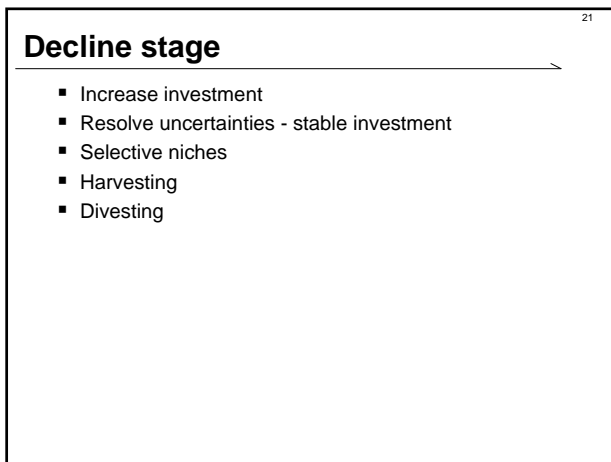 21
Decline stage
▪ Increase investment
▪ Resolve uncertainties - stable investment
▪ Selective niches
▪ Harvesting
▪ Divesting